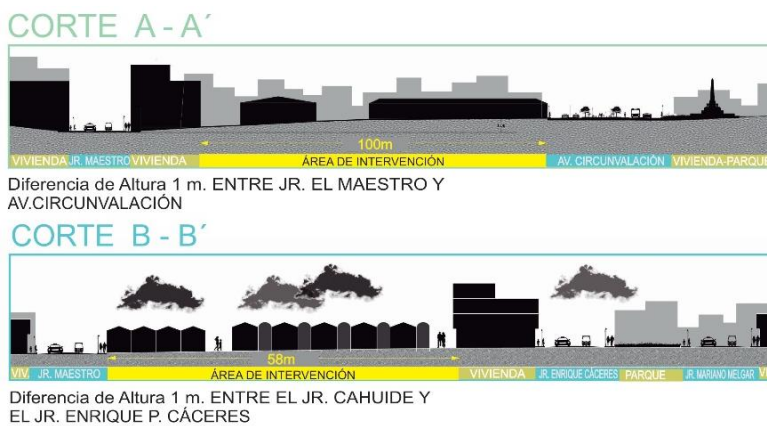 CORTE A - A´
100m
VIVIENDA JR. MAESTRO VIVIENDA ÁREA DE INTERVENCIÓN AV. CIRCUNVALACIÓN VIVIENDA-PARQUE
Diferencia de Altura 1 m. ENTRE JR. EL MAESTRO Y
AV.CIRCUNVALACIÓN
CORTE B - B´
58m
VIV. JR. MAESTRO ÁREA DE INTERVENCIÓN VIVIENDA JR. ENRIQUE CÁCERES PARQUE JR. MARIANO MELGAR
Diferencia de Altura 1 m. ENTRE EL JR. CAHUIDE Y
EL JR. ENRIQUE P. CÁCERES